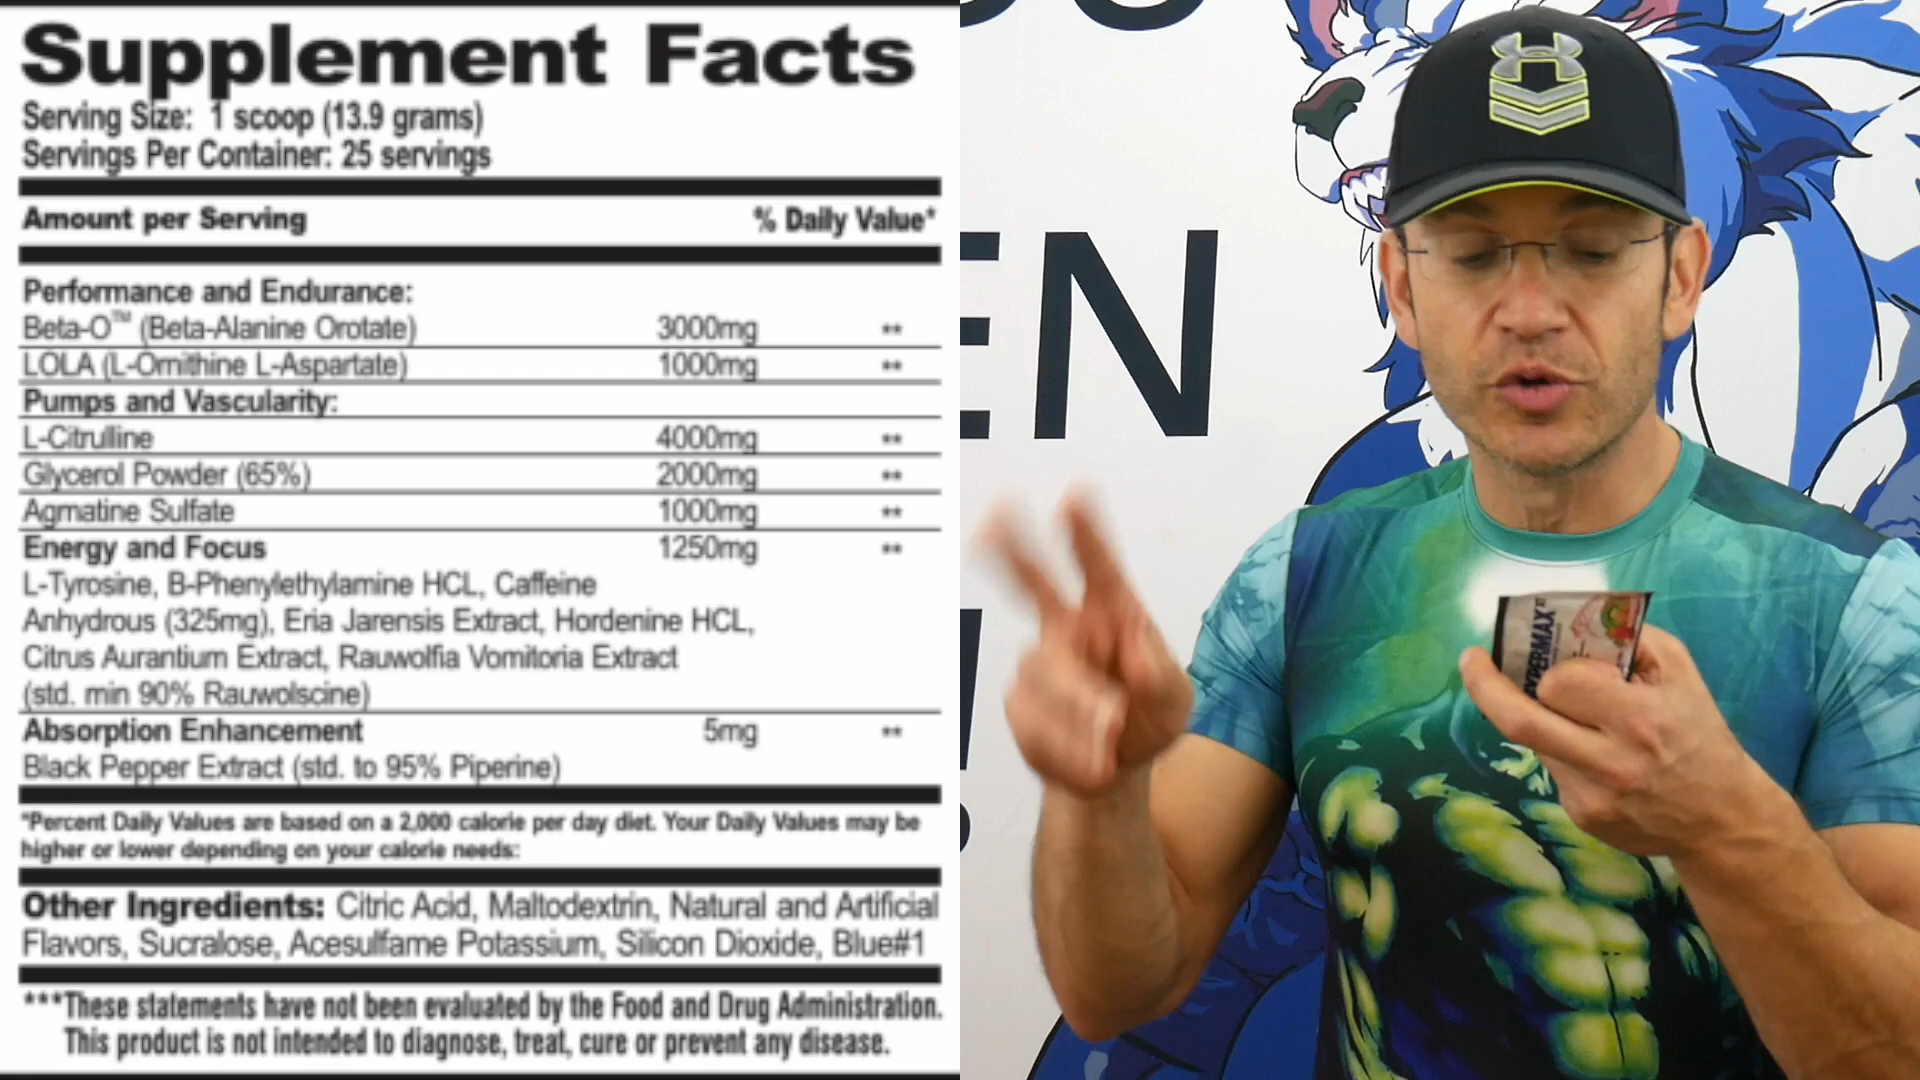 Supplement Facts
Serving Size: 1 scoop (13.9 grams)
Servings Per Container: 25 servings
Amount per Serving % Daily Value*
Performance and Endurance:
Beta-O™ (Beta-Alanine Orotate) 3000mg **
LOLA (L-Ornithine L-Aspartate) 1000mg **
Pumps and Vascularity:
L-Citrulline 4000mg **
Glycerol Powder (65%) 2000mg **
Agmatine Sulfate 1000mg **
Energy and Focus 1250mg **
L-Tyrosine, B-Phenylethylamine HCL, Caffeine
Anhydrous (325mg), Eria Jarensis Extract, Hordenine HCL,
Citrus Aurantium Extract, Rauwolfia Vomitoria Extract
(std. min 90% Rauwolscine)
Absorption Enhancement 5mg **
Black Pepper Extract (std. to 95% Piperine)
*Percent Daily Values are based on a 2,000 calorie per day diet. Your Daily Values may be
higher or lower depending on your calorie needs:
Other Ingredients: Citric Acid, Maltodextrin, Natural and Artificial
Flavors, Sucralose, Acesulfame Potassium, Silicon Dioxide, Blue#1
***These statements have not been evaluated by the Food and Drug Administration.
This product is not intended to diagnose, treat, cure or prevent any disease.
EN
YPERMAX